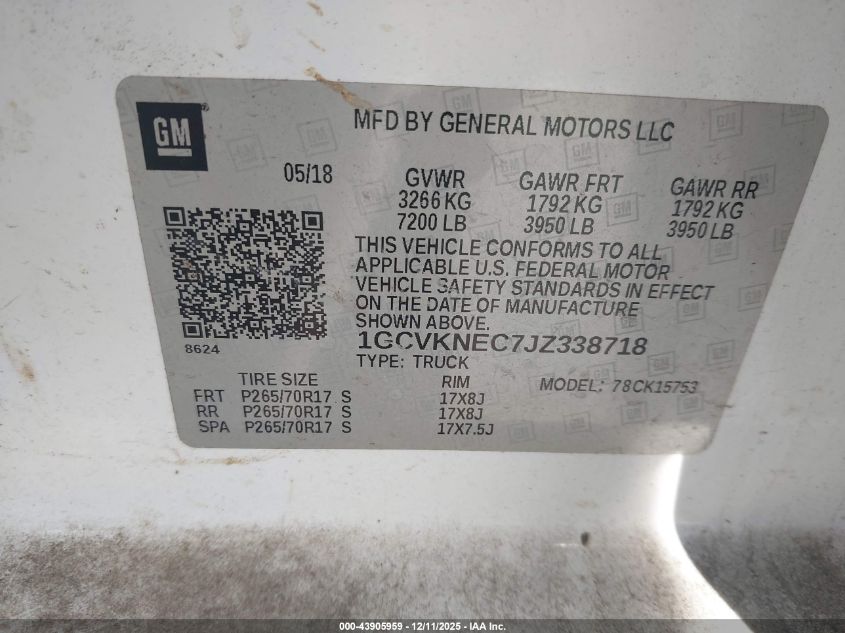 GM
MFD BY GENERAL MOTORS LLC
05/18
GVWR GAWR FRT GAWR RR
3266 KG 1792 KG 1792 KG
7200 LB 3950 LB 3950 LB
THIS VEHICLE CONFORMS TO ALL
APPLICABLE U.S. FEDERAL MOTOR
VEHICLE SAFETY STANDARDS IN EFFECT
ON THE DATE OF MANUFACTURE
SHOWN ABOVE.
8624
1GCVKNEC7JZ338718
TYPE: TRUCK
TIRE SIZE RIM MODEL: 78CK15753
FRT P265/70R17 S 17X8J
RR P265/70R17 S 17X8J
SPA P265/70R17 S 17X7.5J
000-43905959 - 12/11/2025 - IAA Inc.